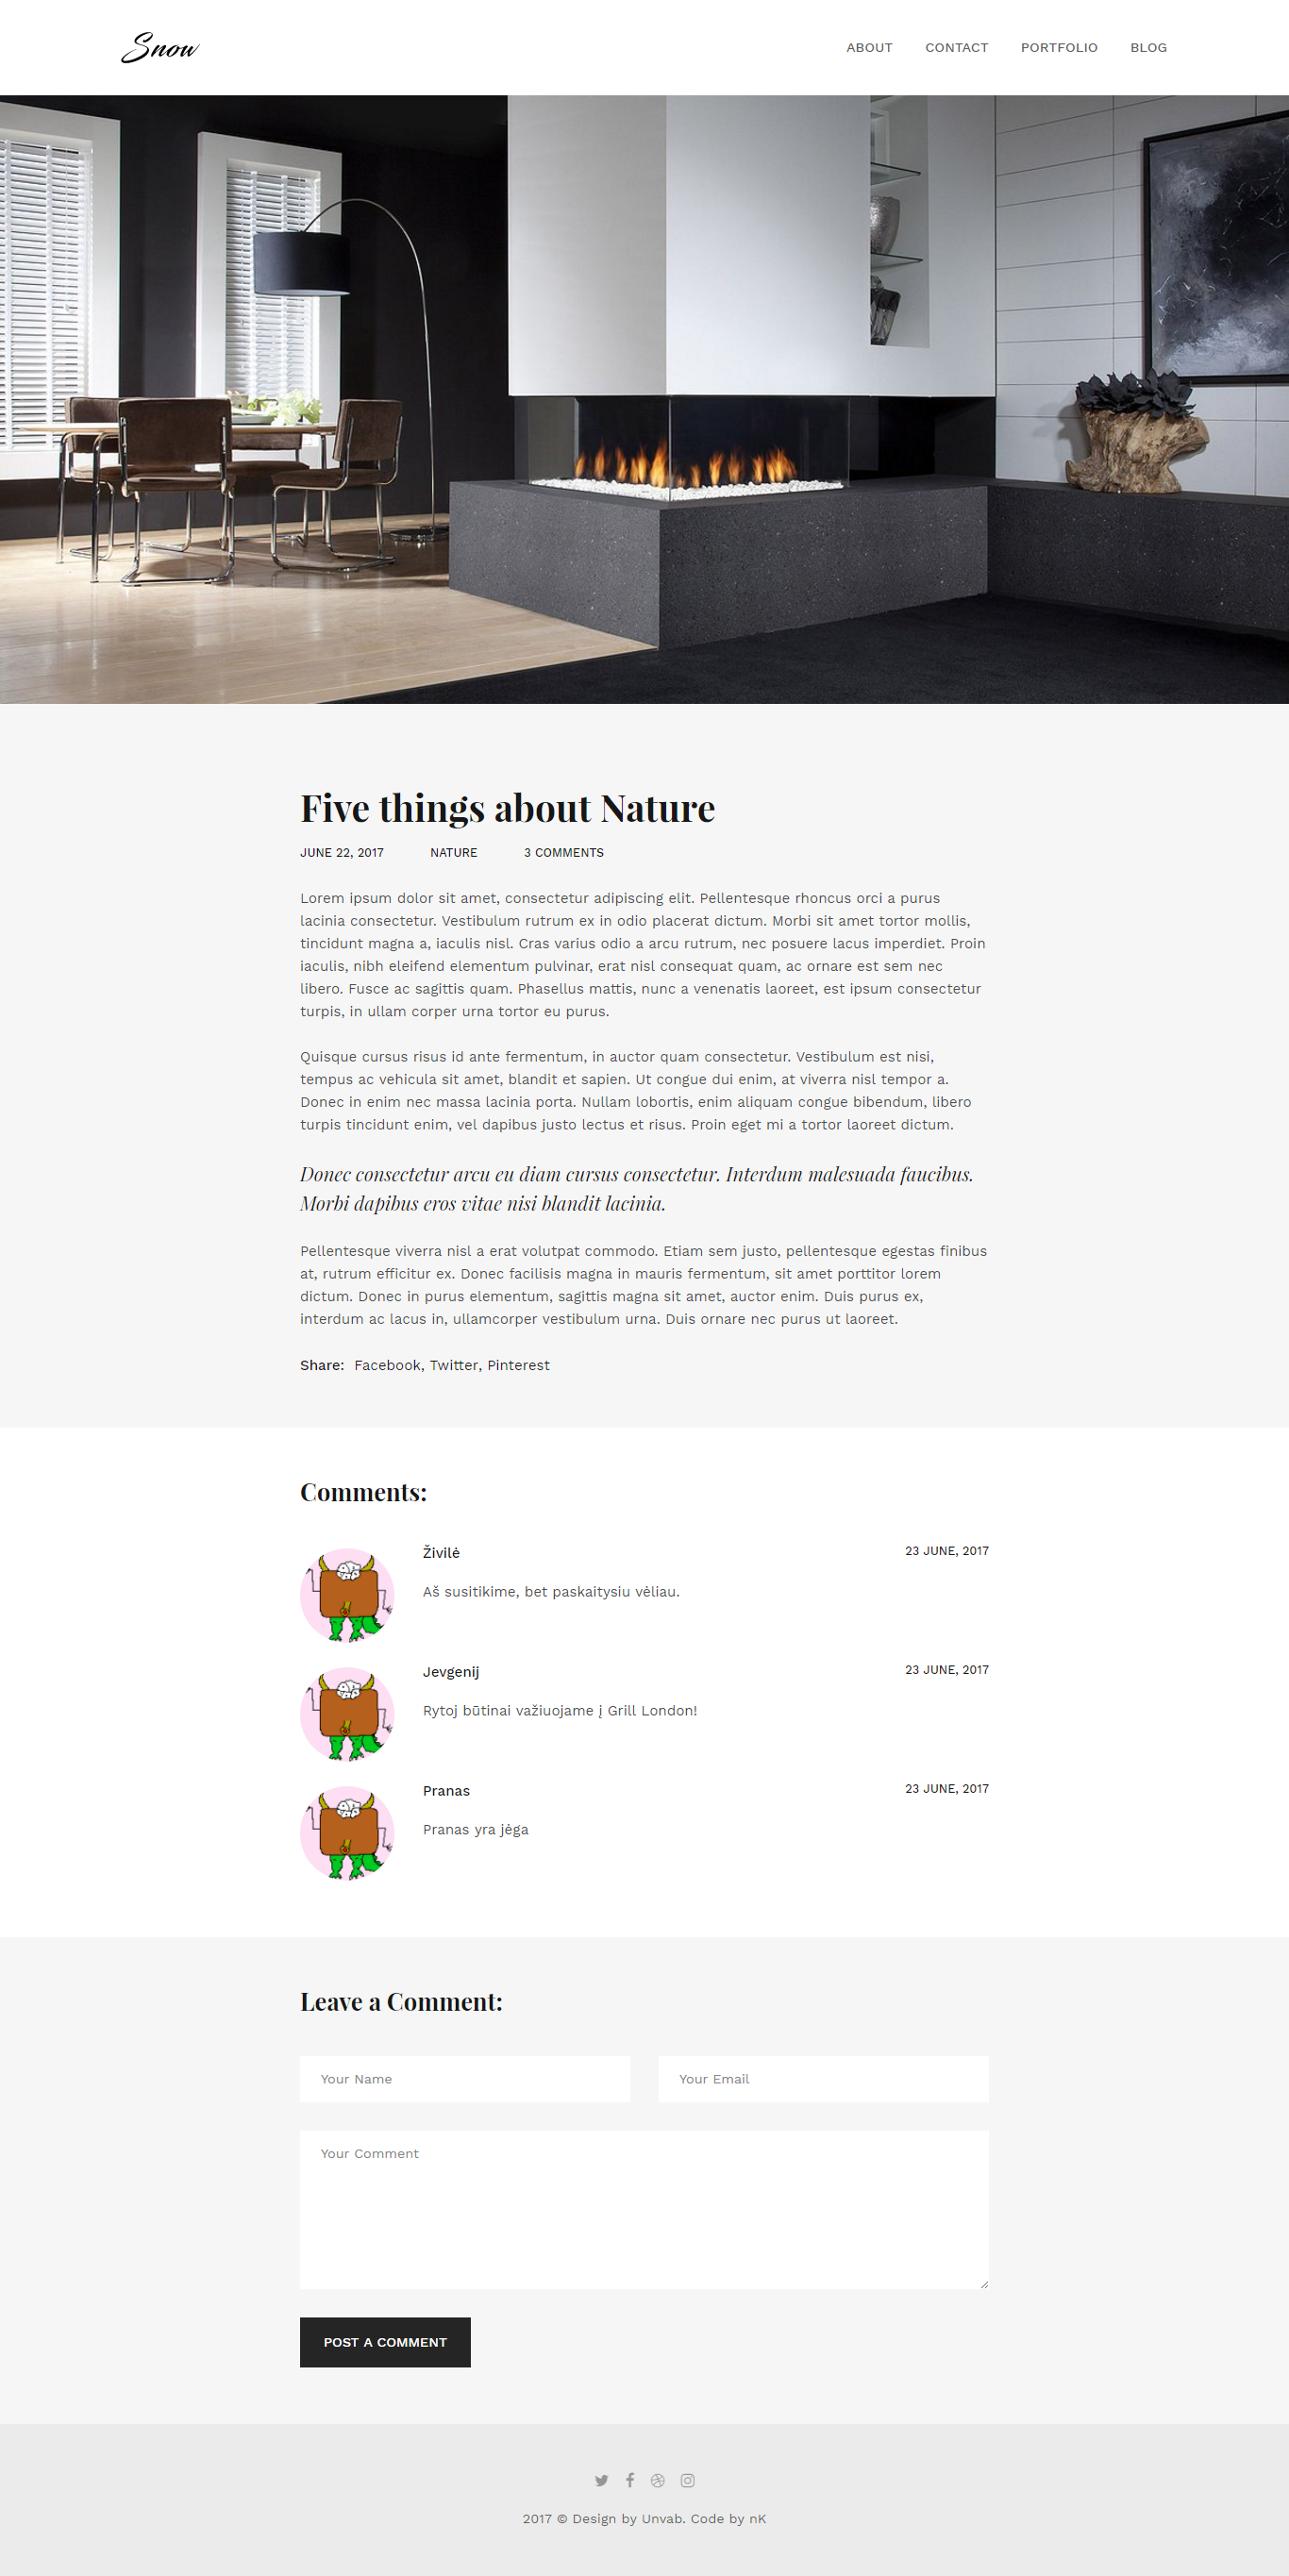 Snow
ABOUT CONTACT PORTFOLIO BLOG
Five things about Nature
JUNE 22, 2017 NATURE 3 COMMENTS
Lorem ipsum dolor sit amet, consectetur adipiscing elit. Pellentesque rhoncus orci a purus
lacinia consectetur. Vestibulum rutrum ex in odio placerat dictum. Morbi sit amet tortor mollis,
tincidunt magna a, iaculis nisl. Cras varius odio a arcu rutrum, nec posuere lacus imperdiet. Proin
iaculis, nibh eleifend elementum pulvinar, erat nisl consequat quam, ac ornare est sem nec
libero. Fusce ac sagittis quam. Phasellus mattis, nunc a venenatis laoreet, est ipsum consectetur
turpis, in ullam corper urna tortor eu purus.
Quisque cursus risus id ante fermentum, in auctor quam consectetur. Vestibulum est nisi,
tempus ac vehicula sit amet, blandit et sapien. Ut congue dui enim, at viverra nisl tempor a.
Donec in enim nec massa lacinia porta. Nullam lobortis, enim aliquam congue bibendum, libero
turpis tincidunt enim, vel dapibus justo lectus et risus. Proin eget mi a tortor laoreet dictum.
Donec consectetur arcu eu diam cursus consectetur. Interdum malesuada faucibus.
Morbi dapibus eros vitae nisi blandit lacinia.
Pellentesque viverra nisl a erat volutpat commodo. Etiam sem justo, pellentesque egestas finibus
at, rutrum efficitur ex. Donec facilisis magna in mauris fermentum, sit amet porttitor lorem
dictum. Donec in purus elementum, sagittis magna sit amet, auctor enim. Duis purus ex,
interdum ac lacus in, ullamcorper vestibulum urna. Duis ornare nec purus ut laoreet.
Share: Facebook, Twitter, Pinterest
Comments:
Živilė 23 JUNE, 2017
Aš susitikime, bet paskaitysiu vėliau.
Jevgenij 23 JUNE, 2017
Rytoj būtinai važiuojame į Grill London!
Pranas 23 JUNE, 2017
Pranas yra jėga
Leave a Comment:
Your Name Your Email
Your Comment
POST A COMMENT
2017 © Design by Unvab. Code by nK